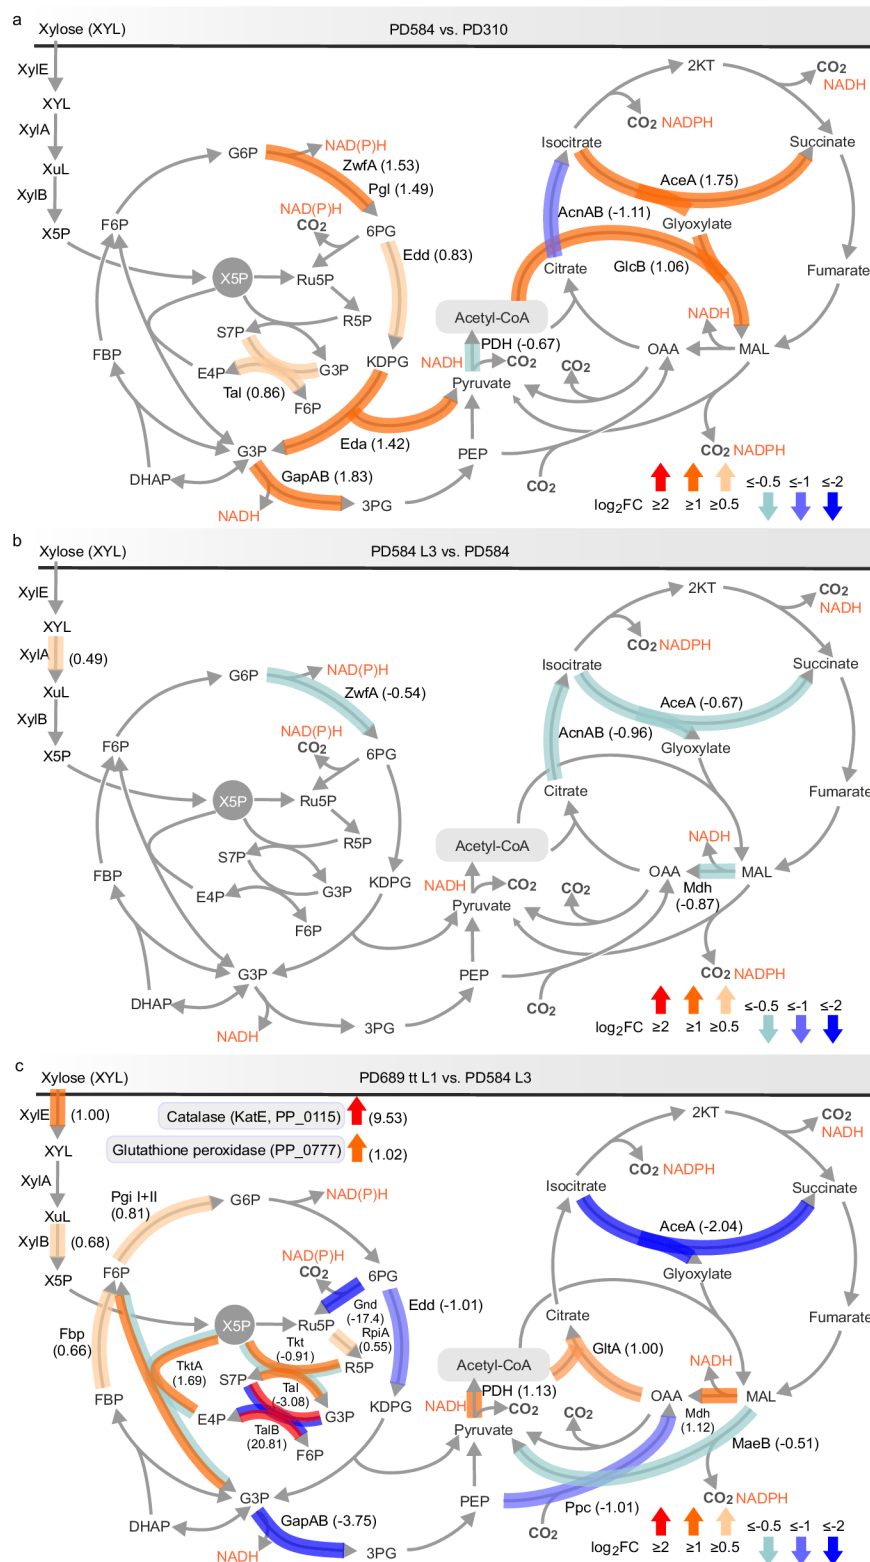 a
Xylose (XYL)
PD584 vs. PD310
XylE
XYL
XylA
XuL
XylB
X5P
2KT
CO2
NADH
CO2 NADPH
Isocitrate
Succinate
G6P
NAD(P)H
ZwfA (1.53)
Pgl (1.49)
AceA (1.75)
NAD(P)H
CO2
AcnAB (-1.11)
Glyoxylate
F6P
6PG
Edd (0.83)
GlcB (1.06)
X5P
Ru5P
Citrate
Fumarate
NADH
S7P
R5P
Acetyl-CoA
PDH (-0.67)
FBP
E4P
G3P
KDPG
NADH
CO2
CO2
OAA
MAL
Tal (0.86)
F6P
Pyruvate
G3P
Eda (1.42)
PEP
CO2 NADPH
DHAP
GapAB (1.83)
CO2
NADH
3PG
log2FC
≥2
≥1
≥0.5
≤-0.5
≤-1
≤-2
b
Xylose (XYL)
PD584 L3 vs. PD584
XylE
XYL
XylA
(0.49)
XuL
XylB
X5P
2KT
CO2
NADH
CO2 NADPH
Isocitrate
Succinate
G6P
NAD(P)H
ZwfA (-0.54)
AceA (-0.67)
NAD(P)H
CO2
AcnAB (-0.96)
Glyoxylate
F6P
6PG
X5P
Ru5P
Citrate
Fumarate
NADH
S7P
R5P
Acetyl-CoA
FBP
E4P
G3P
KDPG
NADH
CO2
CO2
OAA
MAL
Mdh
(-0.87)
F6P
Pyruvate
G3P
PEP
CO2 NADPH
DHAP
CO2
NADH
3PG
log2FC
≥2
≥1
≥0.5
≤-0.5
≤-1
≤-2
c
Xylose (XYL)
PD689 tt L1 vs. PD584 L3
XylE
(1.00)
Catalase (KatE, PP_0115)
(9.53)
Glutathione peroxidase (PP_0777)
(1.02)
XYL
XylA
XuL
XylB
(0.68)
X5P
2KT
CO2
NADH
CO2 NADPH
Isocitrate
Succinate
Pgi I+II
(0.81)
G6P
NAD(P)H
AceA (-2.04)
NAD(P)H
CO2
Glyoxylate
F6P
6PG
Gnd
(-17.4)
Edd (-1.01)
Fbp
(0.66)
X5P
Ru5P
RpiA
(0.55)
Citrate
Fumarate
TktA
(1.69)
Tkt
(-0.91)
GltA (1.00)
NADH
S7P
R5P
Tal
(-3.08)
Acetyl-CoA
PDH (1.13)
FBP
E4P
G3P
KDPG
NADH
CO2
CO2
OAA
MAL
Mdh
(1.12)
TalB
(20.81)
F6P
Pyruvate
MaeB (-0.51)
G3P
GapAB (-3.75)
PEP
Ppc (-1.01)
CO2 NADPH
DHAP
CO2
NADH
3PG
log2FC
≥2
≥1
≥0.5
≤-0.5
≤-1
≤-2